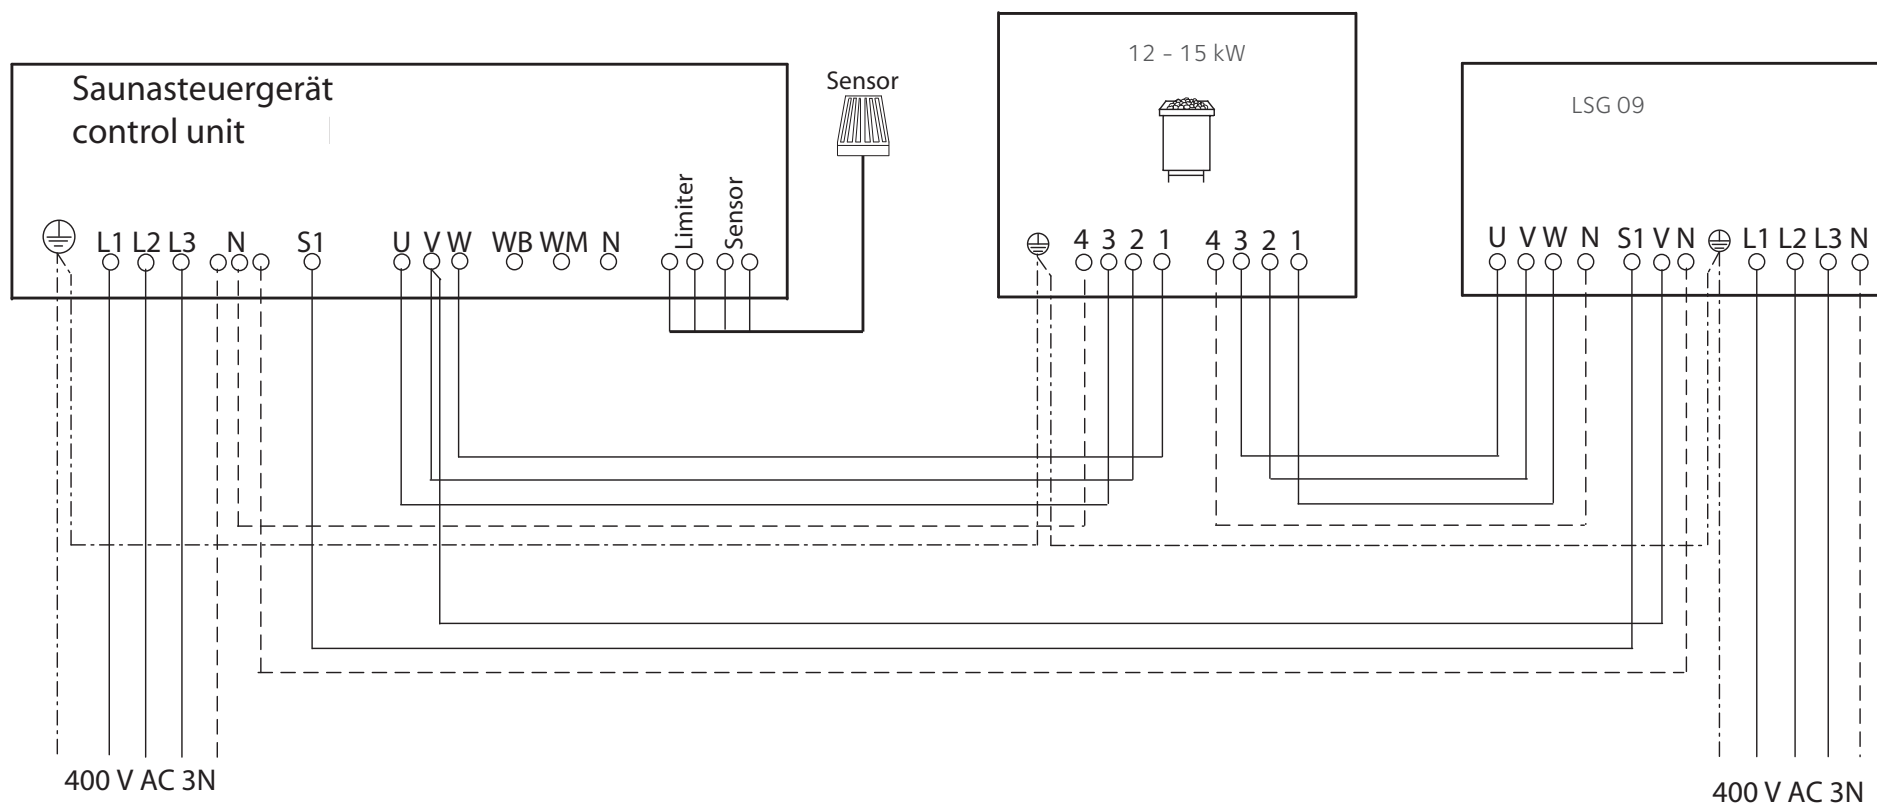 Saunasteuergerät
control unit
Sensor
12 - 15 kW
LSG 09
L1 L2 L3 N S1 U V W WB WM N
Limiter
Sensor
4 3 2 1 4 3 2 1
U V W N S1 V N L1 L2 L3 N
400 V AC 3N
400 V AC 3N